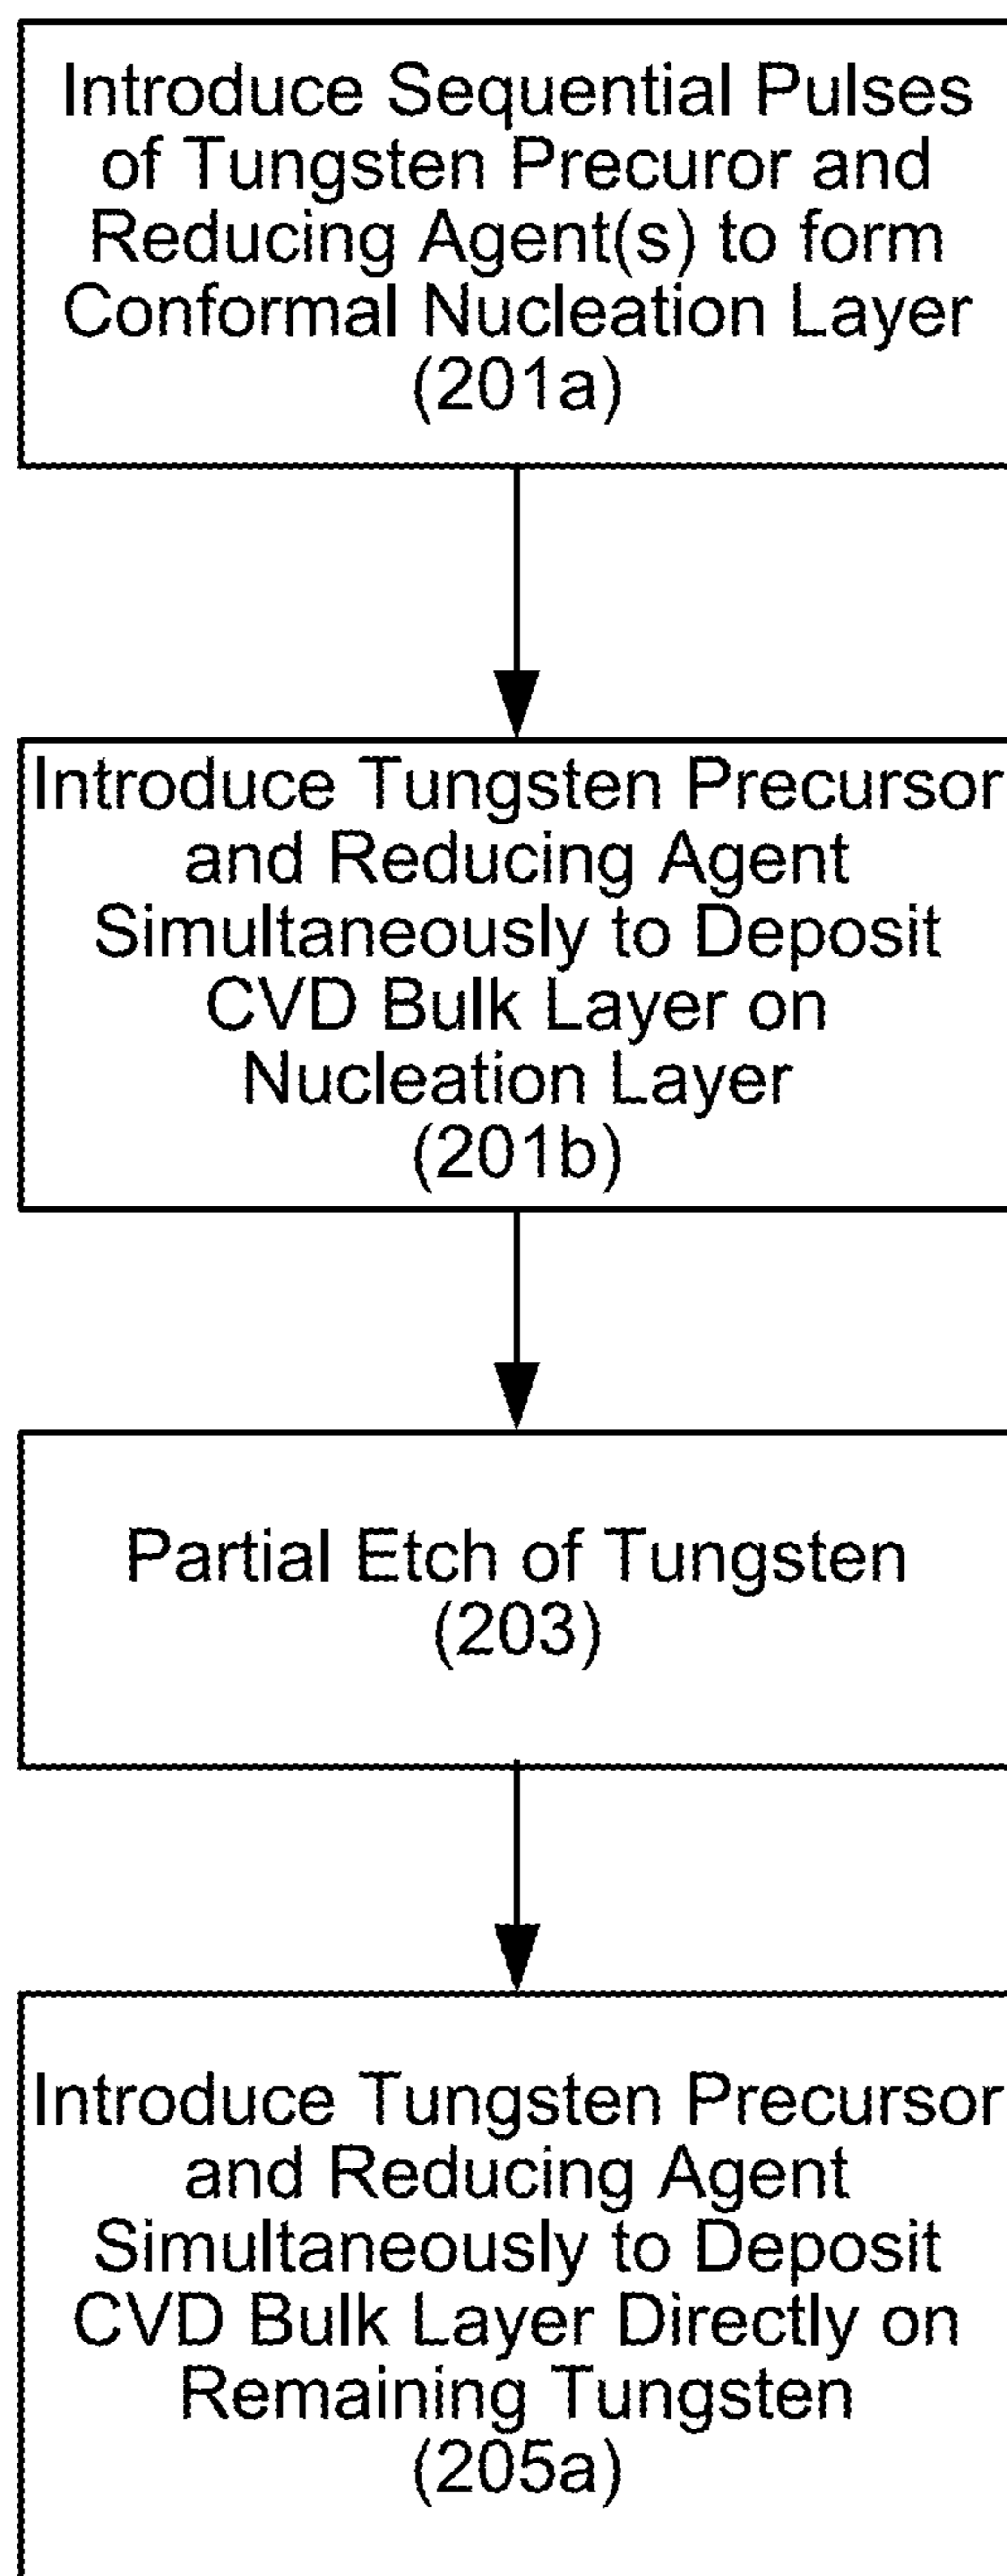 Introduce Sequential Pulses
of Tungsten Precuror and
Reducing Agent(s) to form
Conformal Nucleation Layer
(201a)
Introduce Tungsten Precursor
and Reducing Agent
Simultaneously to Deposit
CVD Bulk Layer on
Nucleation Layer
(201b)
Partial Etch of Tungsten
(203)
Introduce Tungsten Precursor
and Reducing Agent
Simultaneously to Deposit
CVD Bulk Layer Directly on
Remaining Tungsten
(205a)